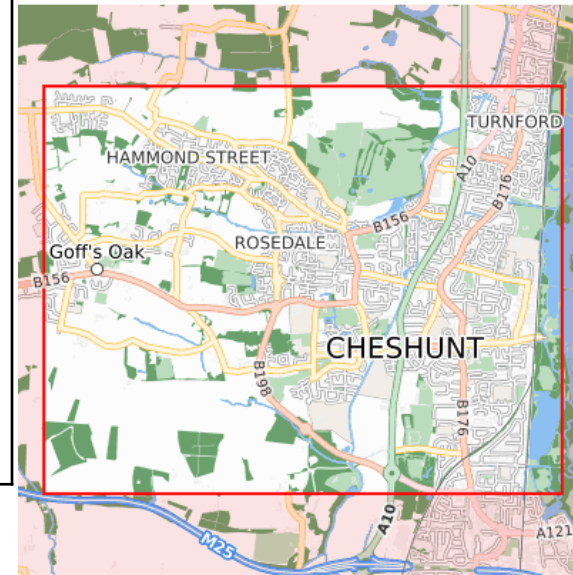 TURNFORD
HAMMOND STREET
A10
B176
B156
ROSEDALE
Goff's Oak
B156
CHESHUNT
B198
B176
A10
M25
A121